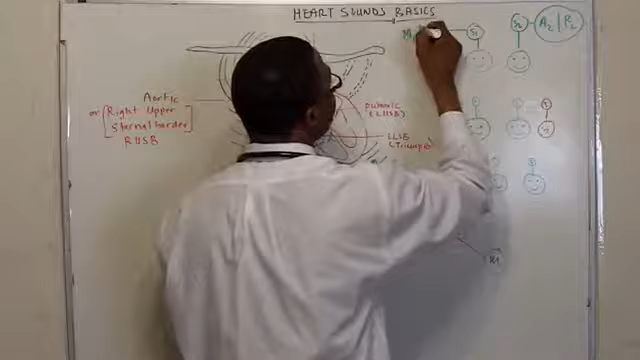 HEART SOUNDS BASICS
M
S1
S2
A2 | P2
Aortic
or Right Upper
Sternal border
RUSB
pulmonic
(LUSB)
LLSB
(Tricuspid)